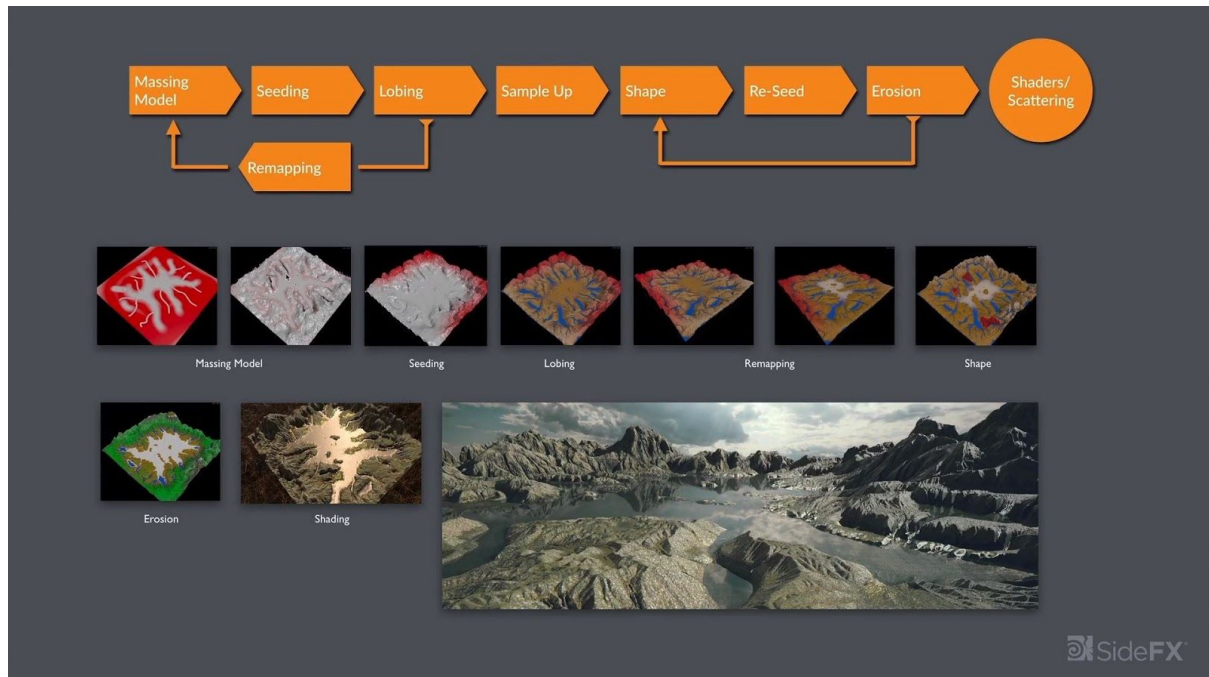 Massing
Model
Seeding
Lobing
Sample Up
Shape
Re-Seed
Erosion
Shaders/
Scattering
Remapping
Massing Model
Seeding
Lobing
Remapping
Shape
Erosion
Shading
SideFX